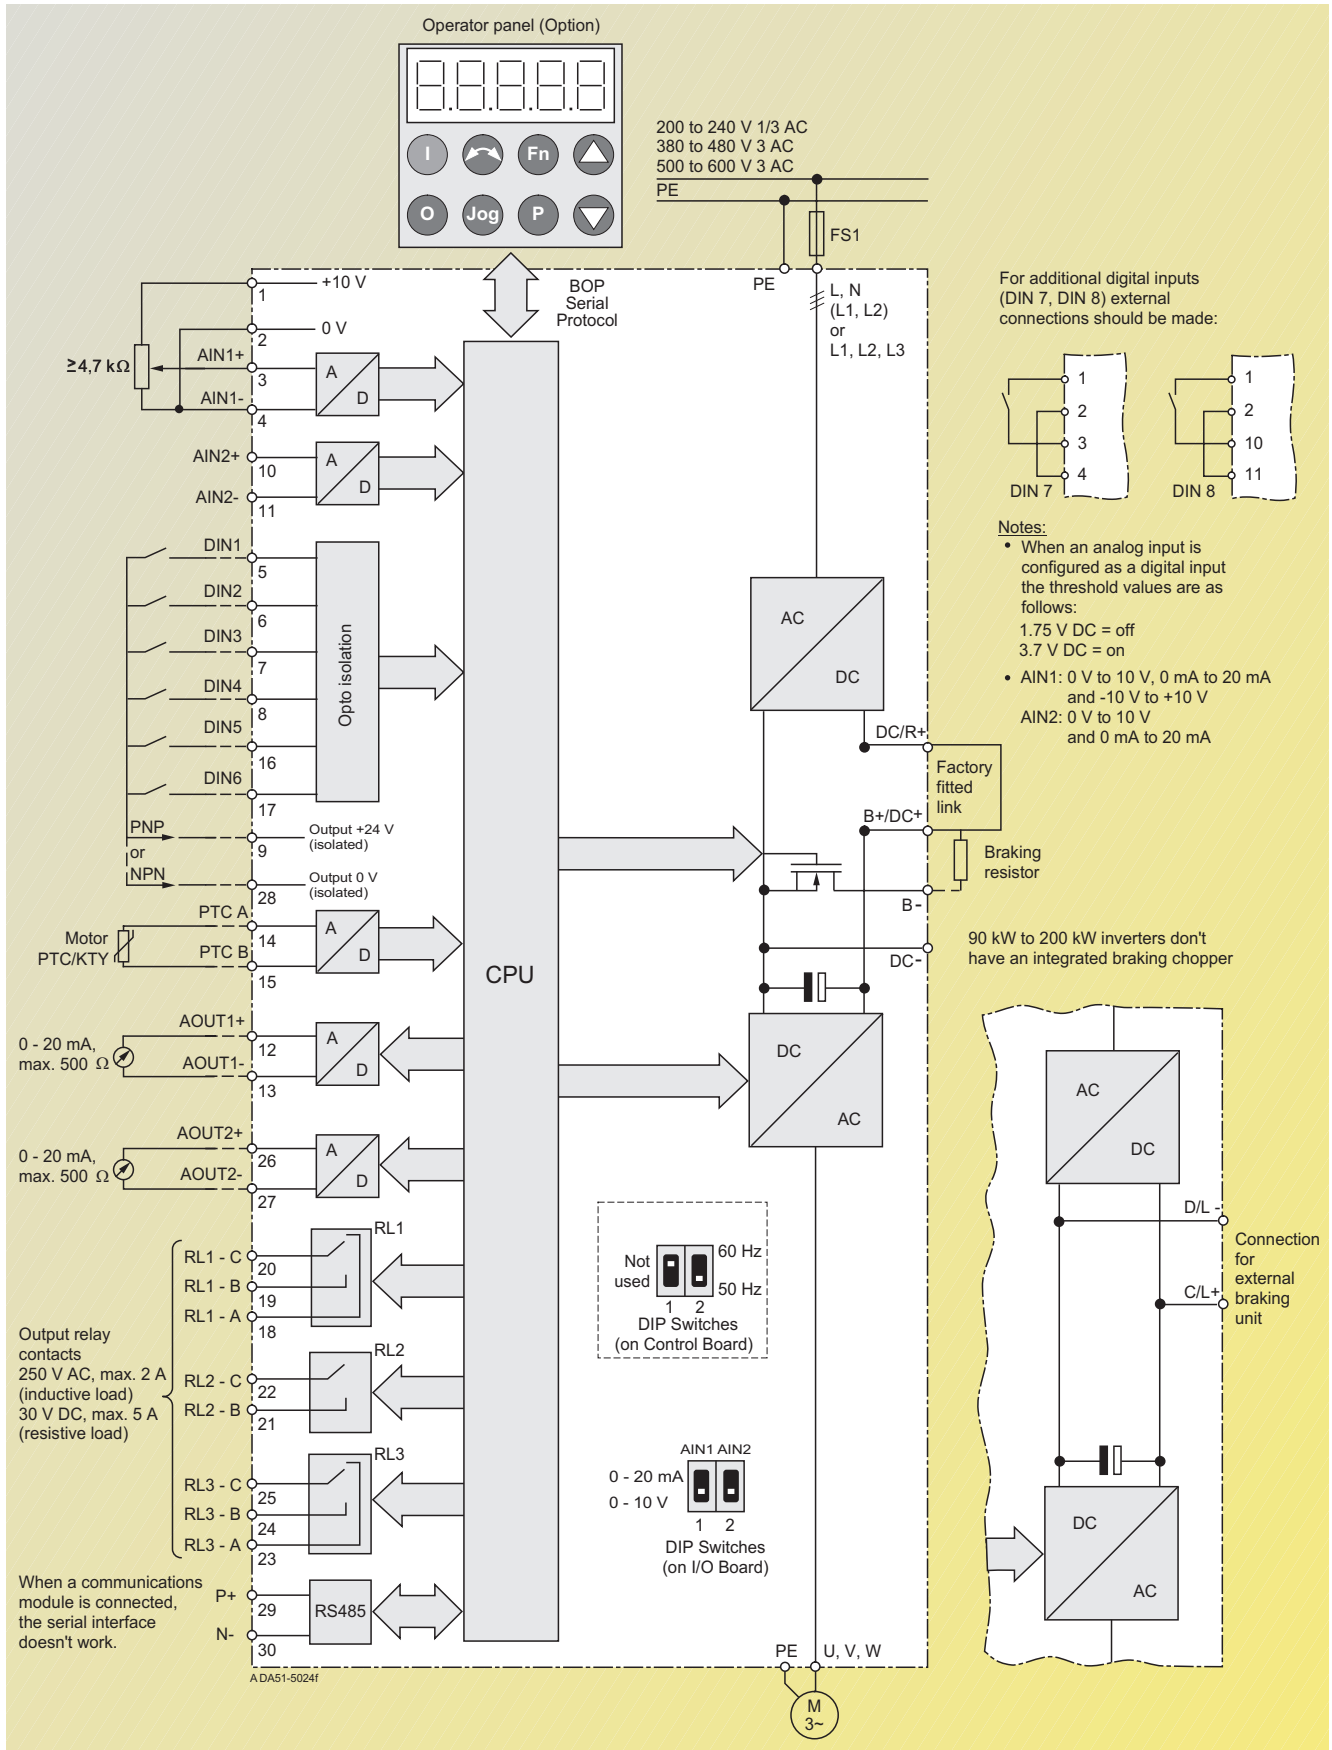 Operator panel (Option)
8.8.8.8.8
I
Fn
O
Jog
P
200 to 240 V 1/3 AC
380 to 480 V 3 AC
500 to 600 V 3 AC
PE
FS1
PE
L, N
(L1, L2)
or
L1, L2, L3
BOP
Serial
Protocol
1
+10 V
2
0 V
≥4,7 kΩ
AIN1+
3
AIN1-
4
A
D
AIN2+
10
AIN2-
11
A
D
DIN1
5
DIN2
6
DIN3
7
DIN4
8
DIN5
16
DIN6
17
Opto isolation
PNP
or
NPN
9
Output +24 V
(isolated)
28
Output 0 V
(isolated)
Motor
PTC/KTY
PTC A
14
PTC B
15
A
D
CPU
0 - 20 mA,
max. 500 Ω
AOUT1+
12
AOUT1-
13
A
D
0 - 20 mA,
max. 500 Ω
AOUT2+
26
AOUT2-
27
A
D
Output relay
contacts
250 V AC, max. 2 A
(inductive load)
30 V DC, max. 5 A
(resistive load)
RL1
RL1 - C
20
RL1 - B
19
RL1 - A
18
RL2
RL2 - C
22
RL2 - B
21
RL3
RL3 - C
25
RL3 - B
24
RL3 - A
23
When a communications
module is connected,
the serial interface
doesn't work.
P+
29
N-
30
RS485
A DA51-5024f
AC
DC
DC/R+
Factory
fitted
link
B+/DC+
Braking
resistor
B-
DC-
DC
AC
Not
used
60 Hz
50 Hz
1 2
DIP Switches
(on Control Board)
AIN1 AIN2
0 - 20 mA
0 - 10 V
1 2
DIP Switches
(on I/O Board)
PE
U, V, W
M
3~
For additional digital inputs
(DIN 7, DIN 8) external
connections should be made:
1
2
3
4
DIN 7
1
2
10
11
DIN 8
Notes:
• When an analog input is
configured as a digital input
the threshold values are as
follows:
1.75 V DC = off
3.7 V DC = on
• AIN1: 0 V to 10 V, 0 mA to 20 mA
and -10 V to +10 V
AIN2: 0 V to 10 V
and 0 mA to 20 mA
90 kW to 200 kW inverters don't
have an integrated braking chopper
AC
DC
D/L -
C/L+
Connection
for
external
braking
unit
DC
AC